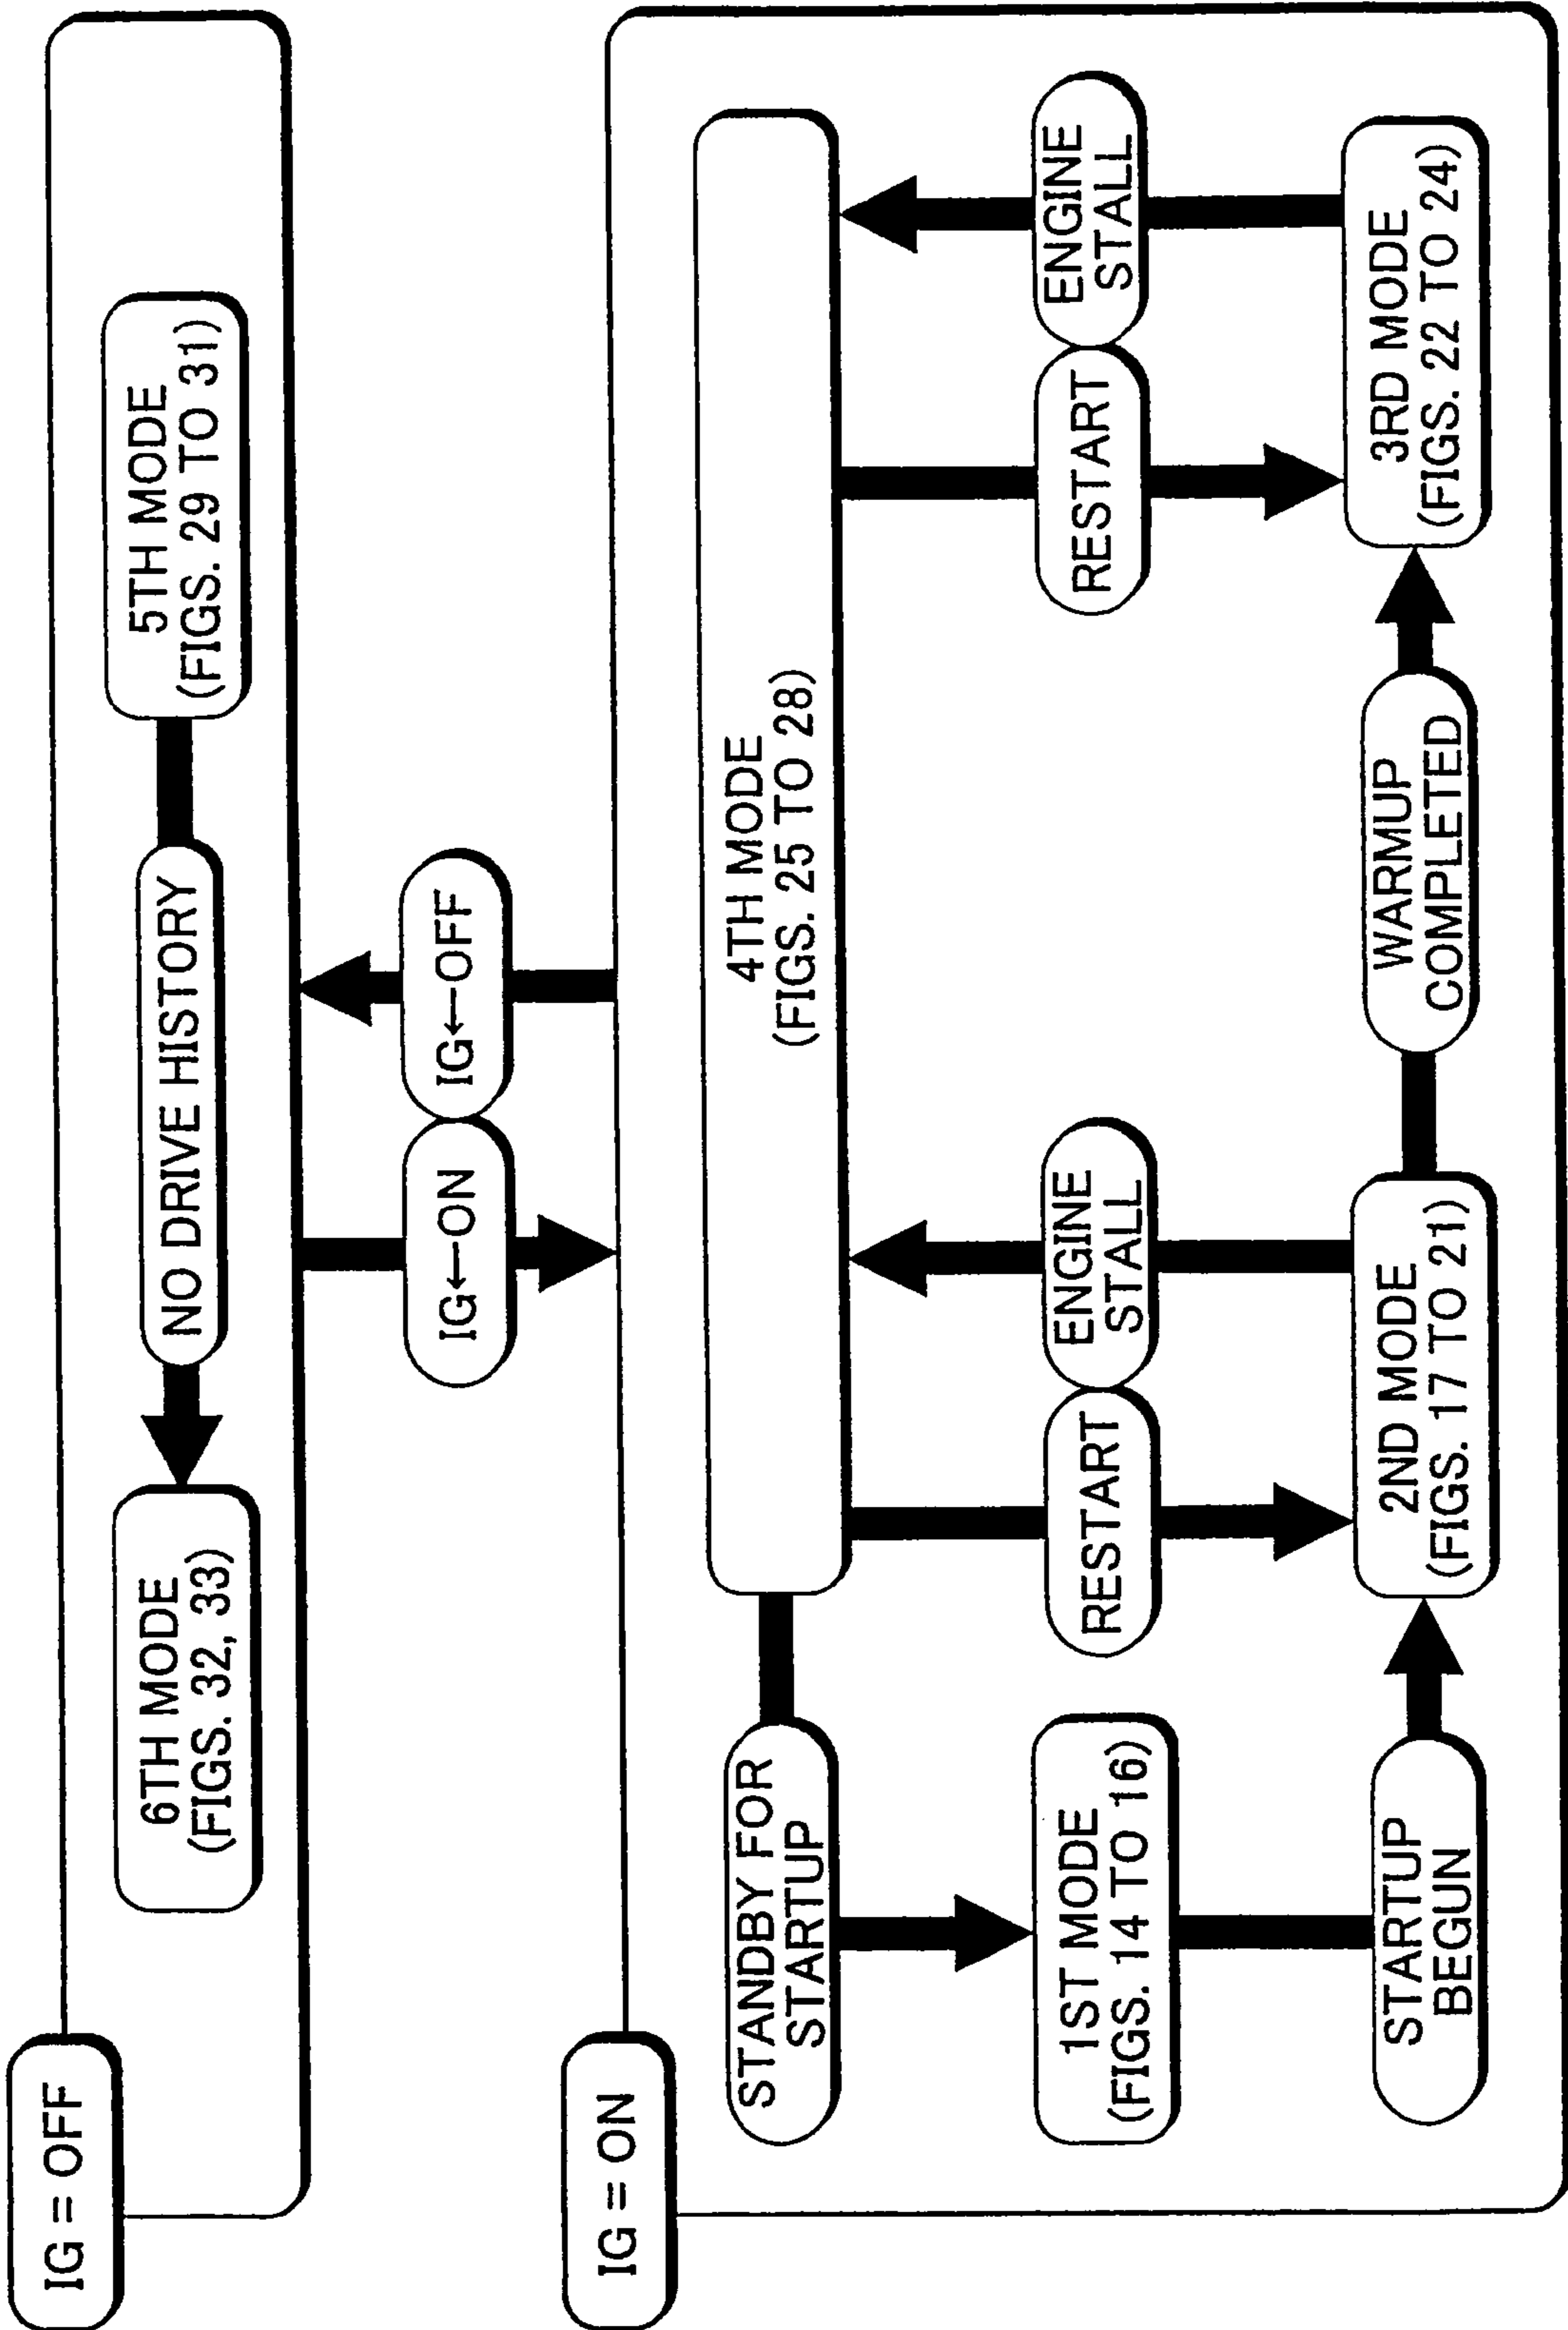 IG = OFF
6TH MODE
(FIGS. 32, 33)
NO DRIVE HISTORY
5TH MODE
(FIGS. 29 TO 31)
IG←ON
IG←OFF
IG = ON
STANDBY FOR
STARTUP
4TH MODE
(FIGS. 25 TO 28)
1ST MODE
(FIGS. 14 TO 16)
RESTART
ENGINE
STALL
RESTART
ENGINE
STALL
STARTUP
BEGUN
2ND MODE
(FIGS. 17 TO 21)
WARMUP
COMPLETED
3RD MODE
(FIGS. 22 TO 24)